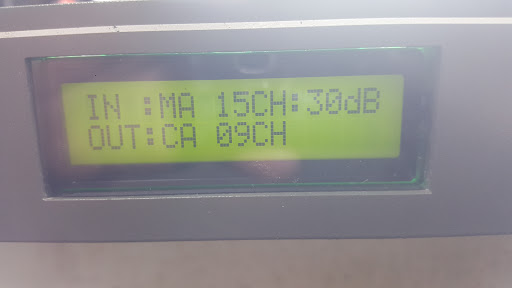 IN :MA 15CH:30dB
OUT:CA 09CH